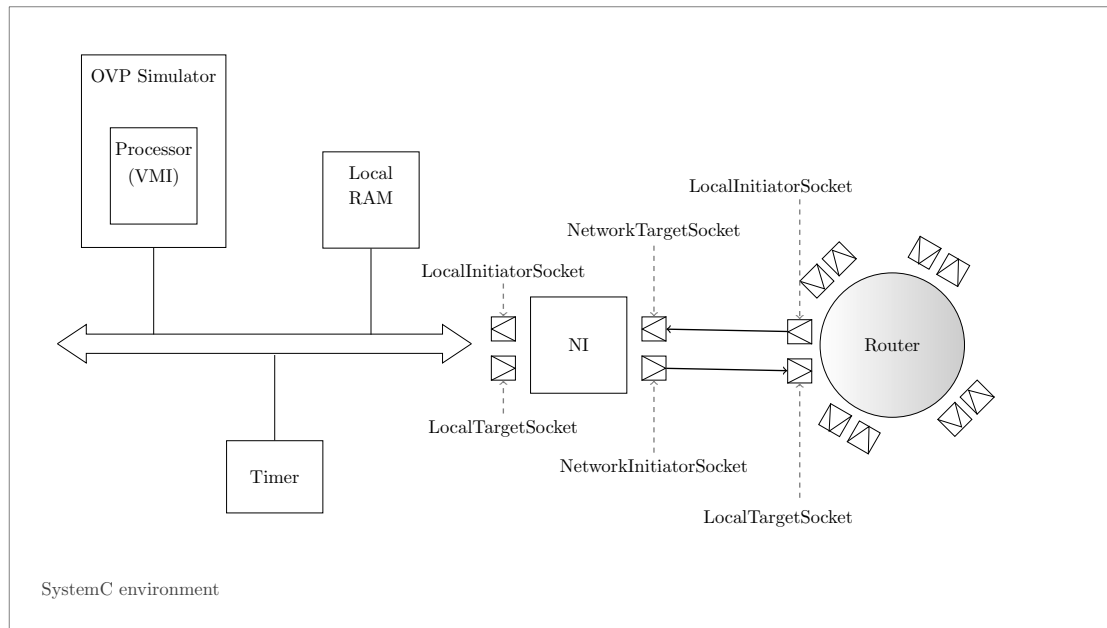 OVP Simulator
Processor
(VMI)
Local
RAM
LocalInitiatorSocket
NetworkTargetSocket
LocalInitiatorSocket
NI
Router
LocalTargetSocket
NetworkInitiatorSocket
Timer
LocalTargetSocket
SystemC environment